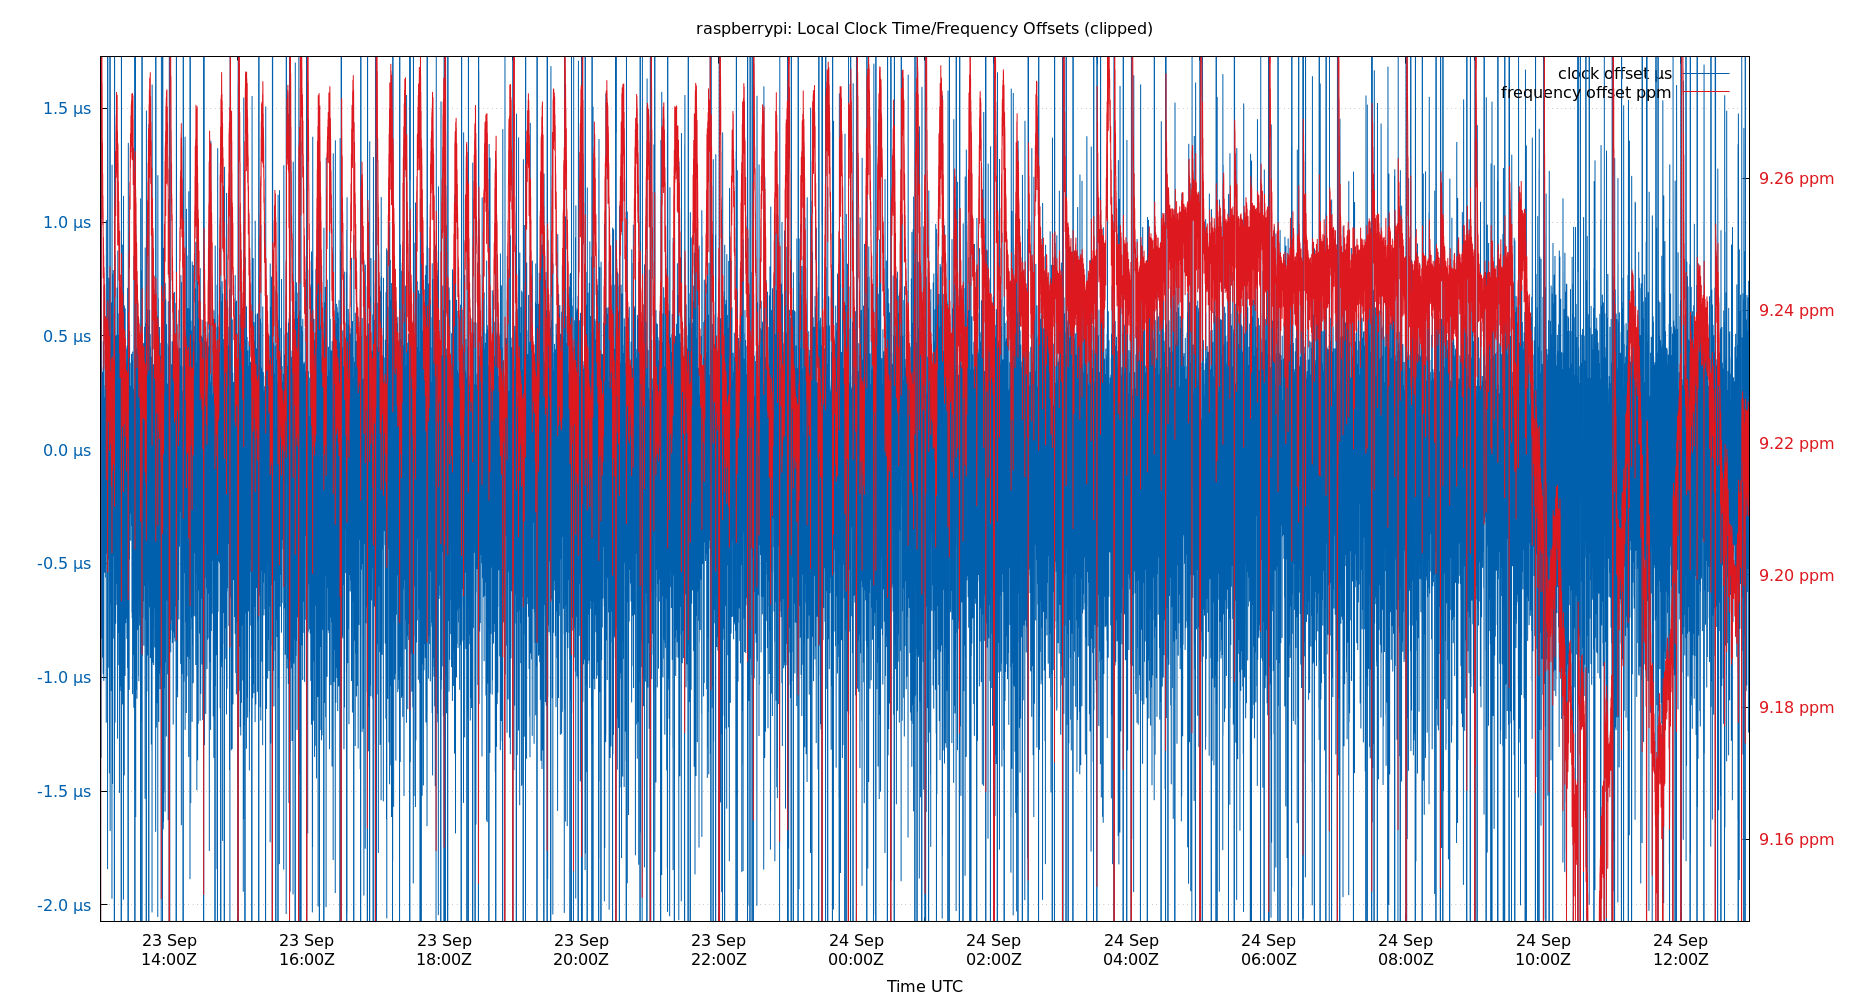 raspberrypi: Local Clock Time/Frequency Offsets (clipped)
clock offset µs
frequency offset ppm
1.5 µs
1.0 µs
0.5 µs
0.0 µs
-0.5 µs
-1.0 µs
-1.5 µs
-2.0 µs
9.26 ppm
9.24 ppm
9.22 ppm
9.20 ppm
9.18 ppm
9.16 ppm
23 Sep 23 Sep 23 Sep 23 Sep 23 Sep 24 Sep 24 Sep 24 Sep 24 Sep 24 Sep 24 Sep 24 Sep
14:00Z 16:00Z 18:00Z 20:00Z 22:00Z 00:00Z 02:00Z 04:00Z 06:00Z 08:00Z 10:00Z 12:00Z
Time UTC